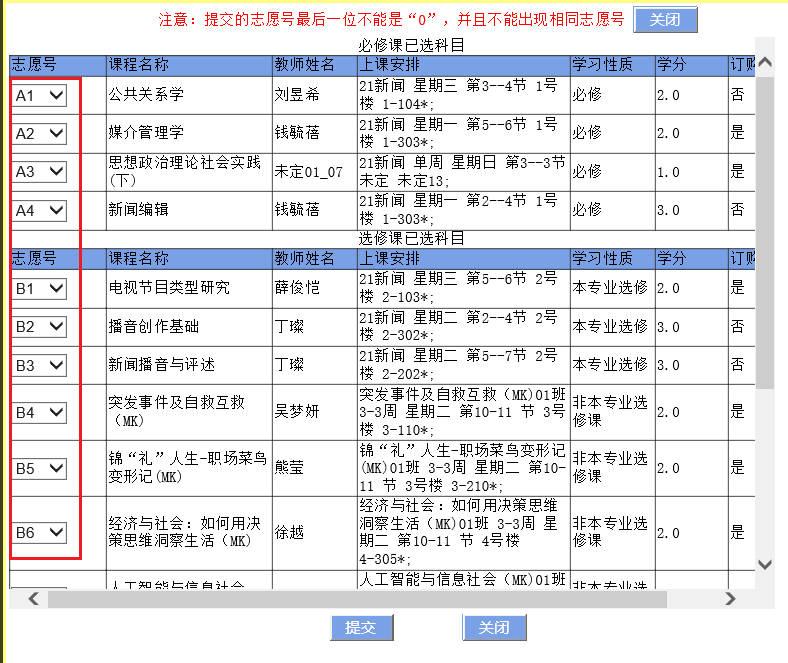 注意：提交的志愿号最后一位不能是“0”，并且不能出现相同志愿号 关闭
必修课已选科目
志愿号 课程名称 教师姓名 上课安排 学习性质 学分 订购
A1 公共关系学 刘昱希 21新闻 星期三 第3--4节 1号楼 1-104*; 必修 2.0 否
A2 媒介管理学 钱毓蓓 21新闻 星期一 第5--6节 1号楼 1-303*; 必修 2.0 是
A3 思想政治理论社会实践(下) 未定01_07 21新闻 单周 星期日 第3--3节 未定 未定13; 必修 1.0 是
A4 新闻编辑 钱毓蓓 21新闻 星期一 第2--4节 1号楼 1-303*; 必修 3.0 否
选修课已选科目
志愿号 课程名称 教师姓名 上课安排 学习性质 学分 订购
B1 电视节目类型研究 薛俊恺 21新闻 星期三 第5--6节 2号楼 2-103*; 本专业选修 2.0 是
B2 播音创作基础 丁璨 21新闻 星期二 第2--4节 2号楼 2-302*; 本专业选修 3.0 否
B3 新闻播音与评述 丁璨 21新闻 星期二 第5--7节 2号楼 2-202*; 本专业选修 3.0 否
B4 突发事件及自救互救（MK） 吴梦妍 突发事件及自救互救（MK)01班 3-3周 星期二 第10-11 节 3号楼 3-110*; 非本专业选修课 2.0 是
B5 锦“礼”人生-职场菜鸟变形记(MK) 熊莹 锦“礼”人生-职场菜鸟变形记(MK)01班 3-3周 星期二 第10-11 节 3号楼 3-210*; 非本专业选修课 2.0 是
B6 经济与社会：如何用决策思维洞察生活（MK） 徐越 经济与社会：如何用决策思维洞察生活（MK)01班 3-3周 星期二 第10-11 节 4号楼 4-305*; 非本专业选修课 2.0 是
人工智能与信息社会 人工智能与信息社会（MK)01班 非本专业选修
提交 关闭